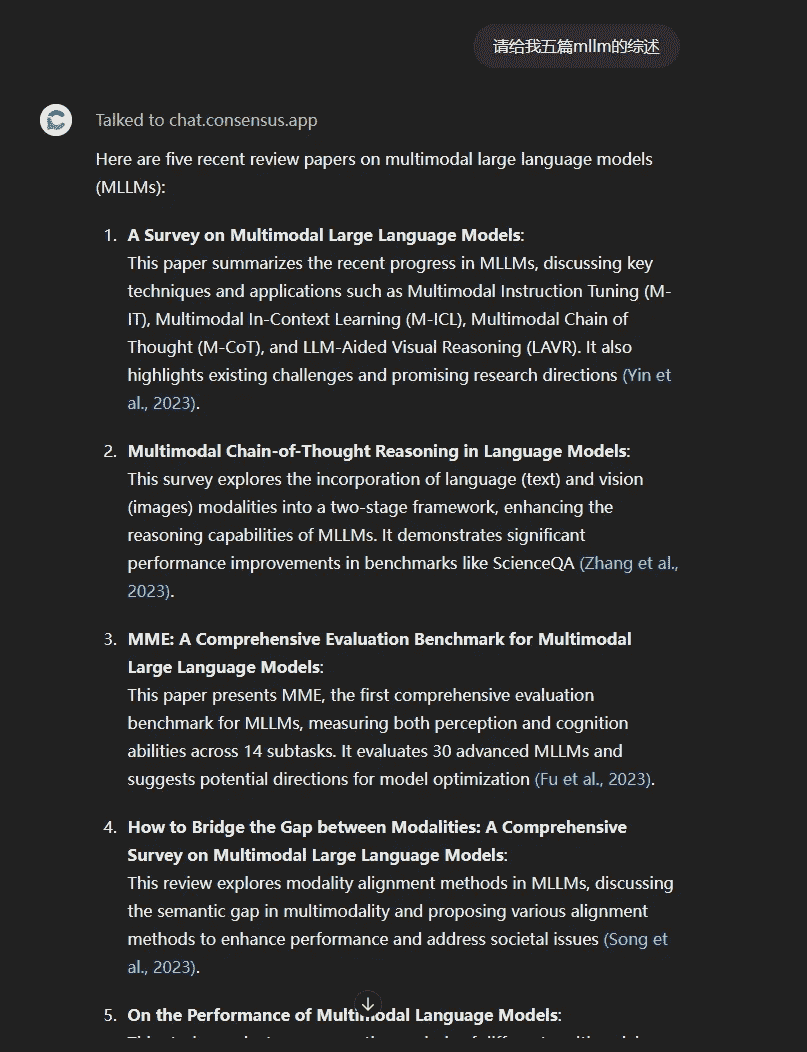 请给我五篇mllm的综述
Talked to chat.consensus.app
Here are five recent review papers on multimodal large language models
(MLLMs):
1. A Survey on Multimodal Large Language Models:
This paper summarizes the recent progress in MLLMs, discussing key
techniques and applications such as Multimodal Instruction Tuning (M-
IT), Multimodal In-Context Learning (M-ICL), Multimodal Chain of
Thought (M-CoT), and LLM-Aided Visual Reasoning (LAVR). It also
highlights existing challenges and promising research directions (Yin et
al., 2023).
2. Multimodal Chain-of-Thought Reasoning in Language Models:
This survey explores the incorporation of language (text) and vision
(images) modalities into a two-stage framework, enhancing the
reasoning capabilities of MLLMs. It demonstrates significant
performance improvements in benchmarks like ScienceQA (Zhang et al.,
2023).
3. MME: A Comprehensive Evaluation Benchmark for Multimodal
Large Language Models:
This paper presents MME, the first comprehensive evaluation
benchmark for MLLMs, measuring both perception and cognition
abilities across 14 subtasks. It evaluates 30 advanced MLLMs and
suggests potential directions for model optimization (Fu et al., 2023).
4. How to Bridge the Gap between Modalities: A Comprehensive
Survey on Multimodal Large Language Models:
This review explores modality alignment methods in MLLMs, discussing
the semantic gap in multimodality and proposing various alignment
methods to enhance performance and address societal issues (Song et
al., 2023).
5. On the Performance of Multimodal Language Models: